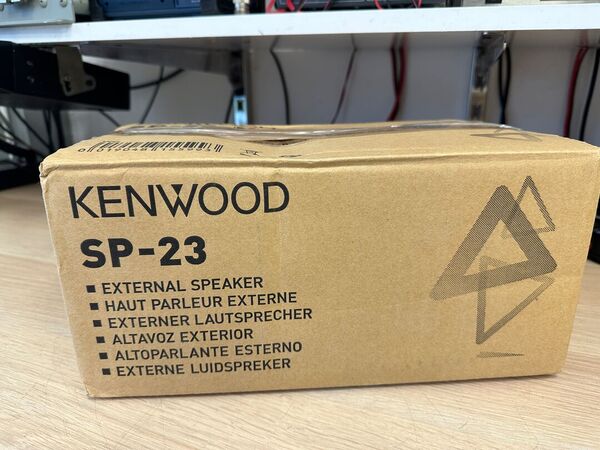 KENWOOD
SP-23
■ EXTERNAL SPEAKER
■ HAUT PARLEUR EXTERNE
■ EXTERNER LAUTSPRECHER
■ ALTAVOZ EXTERIOR
■ ALTOPARLANTE ESTERNO
■ EXTERNE LUIDSPREKER